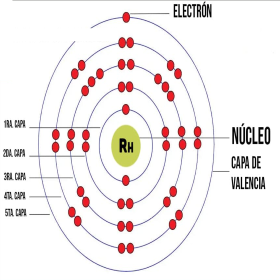 ELECTRÓN
1RA. CAPA
RH
NÚCLEO
2DA. CAPA
CAPA DE
VALENCIA
3RA. CAPA
4TA. CAPA
5TA. CAPA